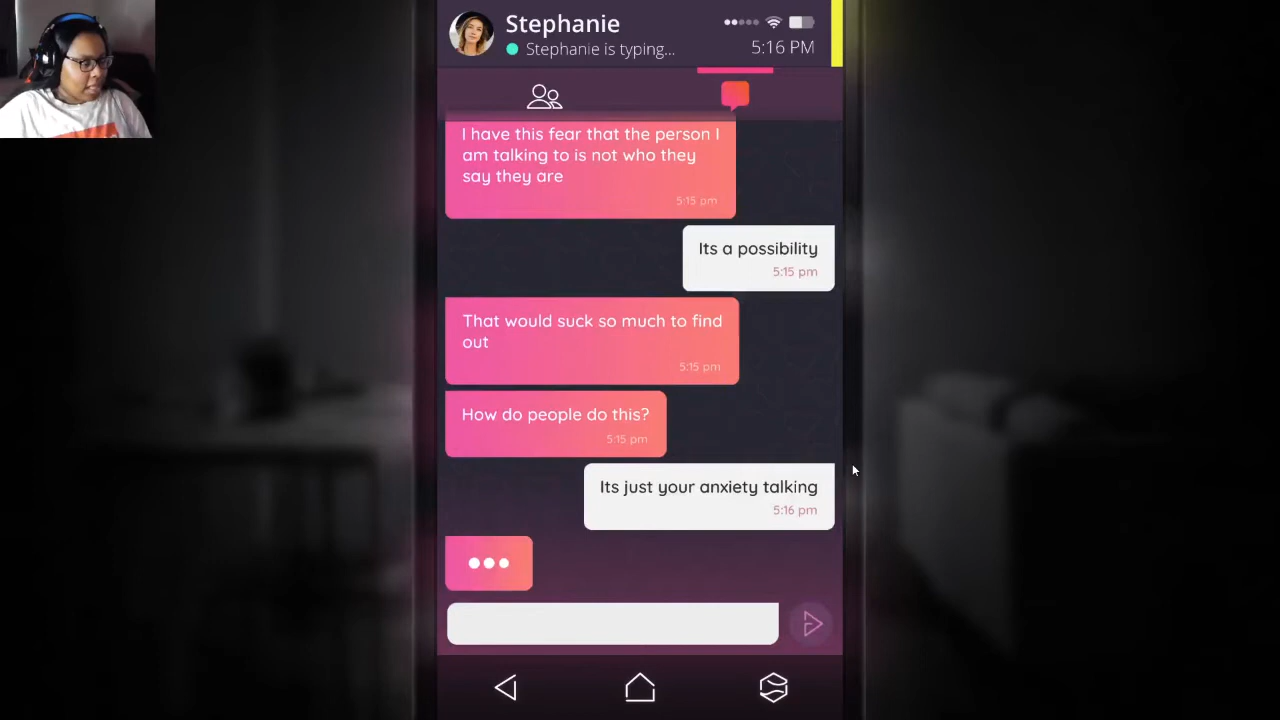 Stephanie
Stephanie is typing...
5:16 PM
I have this fear that the person I
am talking to is not who they
say they are
5:15 pm
Its a possibility
5:15 pm
That would suck so much to find
out
5:15 pm
How do people do this?
5:15 pm
Its just your anxiety talking
5:16 pm